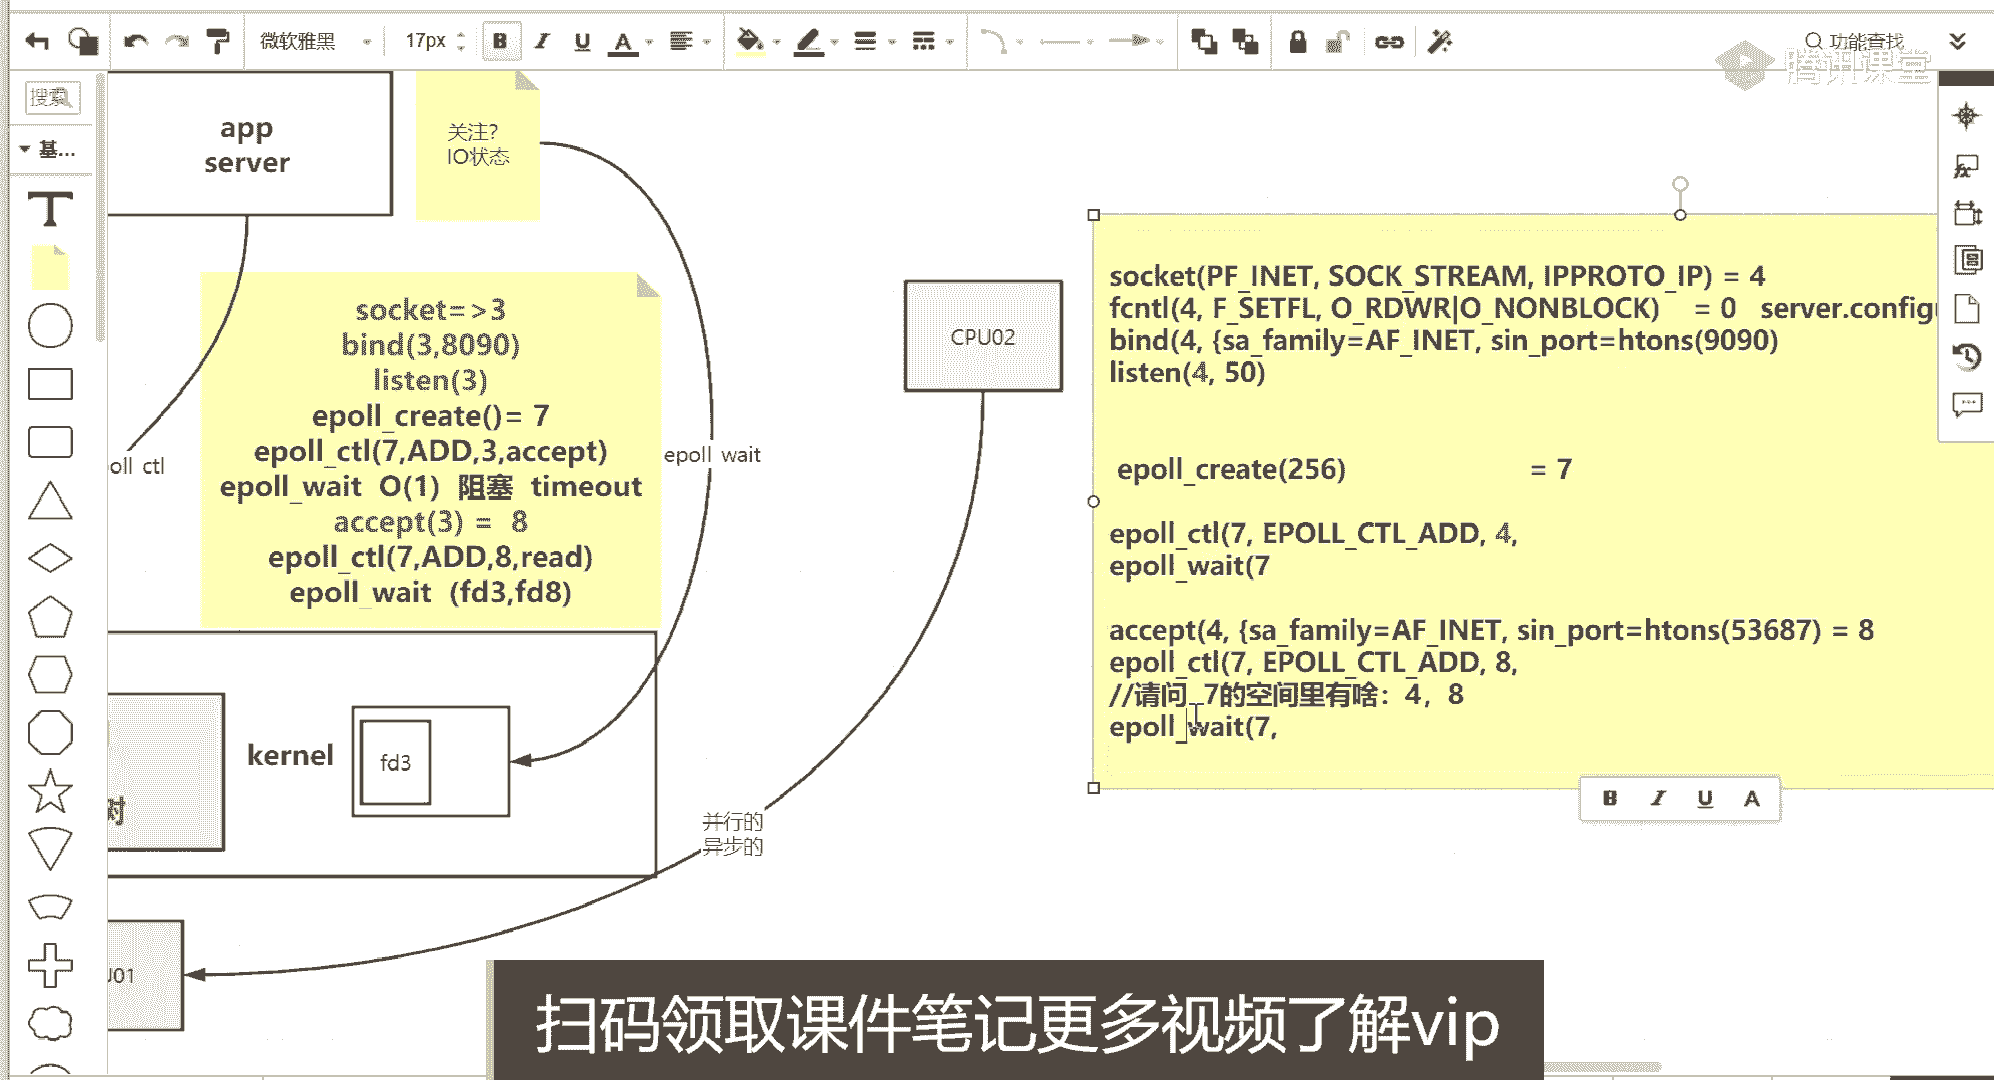 微软雅黑
17px
B I U A
功能查找
腾讯课堂
搜索
基...
T
app
server
关注?
IO状态
oll ctl
socket=>3
bind(3,8090)
listen(3)
epoll_create()= 7
epoll_ctl(7,ADD,3,accept)
epoll_wait O(1) 阻塞 timeout
accept(3) = 8
epoll_ctl(7,ADD,8,read)
epoll_wait (fd3,fd8)
epoll wait
CPU02
socket(PF_INET, SOCK_STREAM, IPPROTO_IP) = 4
fcntl(4, F_SETFL, O_RDWR|O_NONBLOCK) = 0 server.config
bind(4, {sa_family=AF_INET, sin_port=htons(9090)
listen(4, 50)
epoll_create(256) = 7
epoll_ctl(7, EPOLL_CTL_ADD, 4,
epoll_wait(7
accept(4, {sa_family=AF_INET, sin_port=htons(53687) = 8
epoll_ctl(7, EPOLL_CTL_ADD, 8,
//请问_7的空间里有啥：4，8
epoll_wait(7,
B I U A
kernel
fd3
树
并行的
异步的
J01
扫码领取课件笔记更多视频了解vip